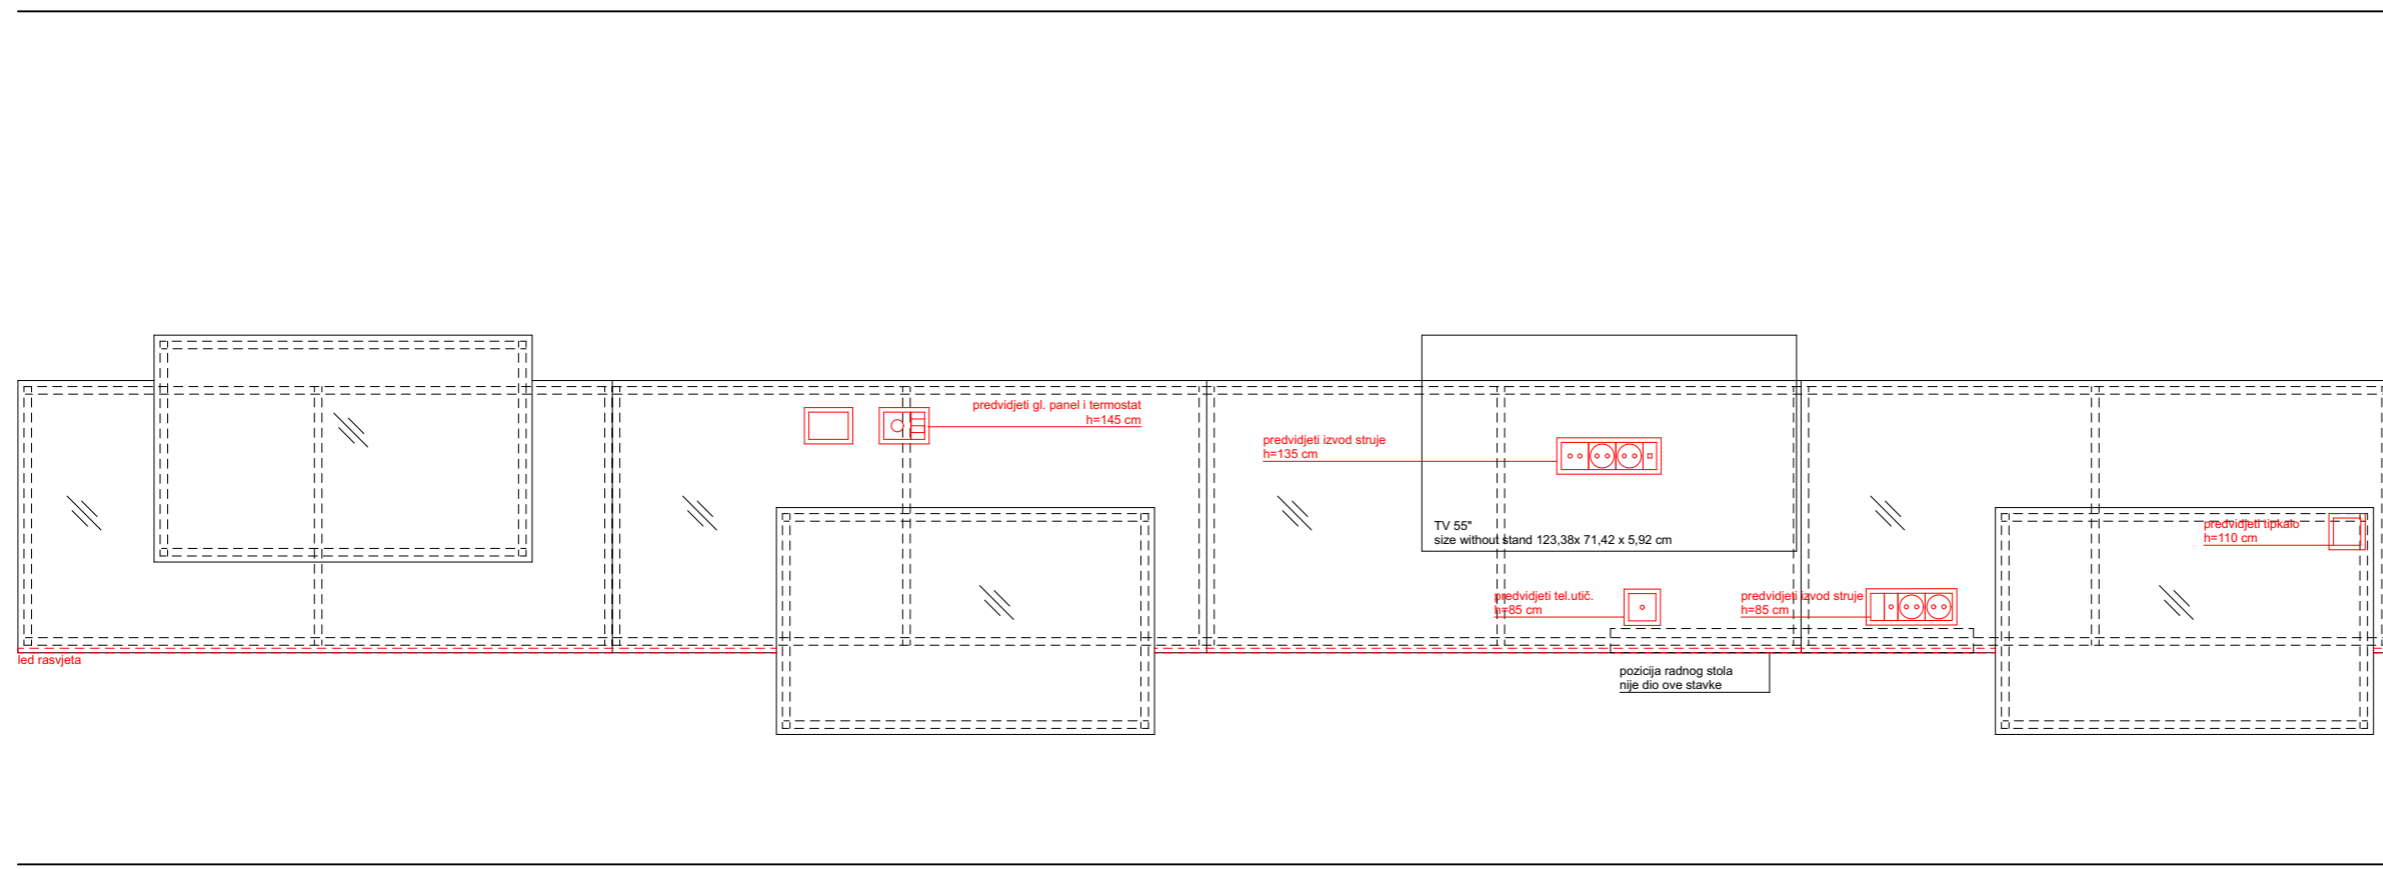 predvidjeti gl. panel i termostat
h=145 cm
predvidjeti izvod struje
h=135 cm
TV 55"
size without stand 123,38x 71,42 x 5,92 cm
predvidjeti tipkalo
h=110 cm
predvidjeti tel.utič.
h=85 cm
predvidjeti izvod struje
h=85 cm
led rasvjeta
pozicija radnog stola
nije dio ove stavke